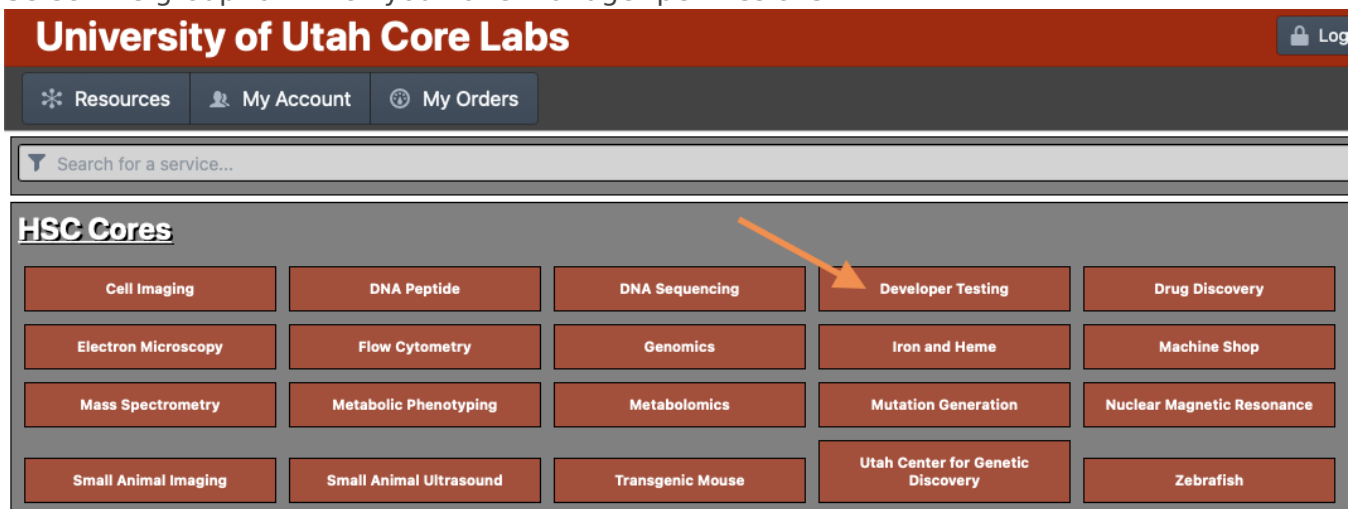 University of Utah Core Labs
Log
Resources My Account My Orders
Search for a service...
HSC Cores
Cell Imaging DNA Peptide DNA Sequencing Developer Testing Drug Discovery
Electron Microscopy Flow Cytometry Genomics Iron and Heme Machine Shop
Mass Spectrometry Metabolic Phenotyping Metabolomics Mutation Generation Nuclear Magnetic Resonance
Small Animal Imaging Small Animal Ultrasound Transgenic Mouse Utah Center for Genetic
Discovery Zebrafish